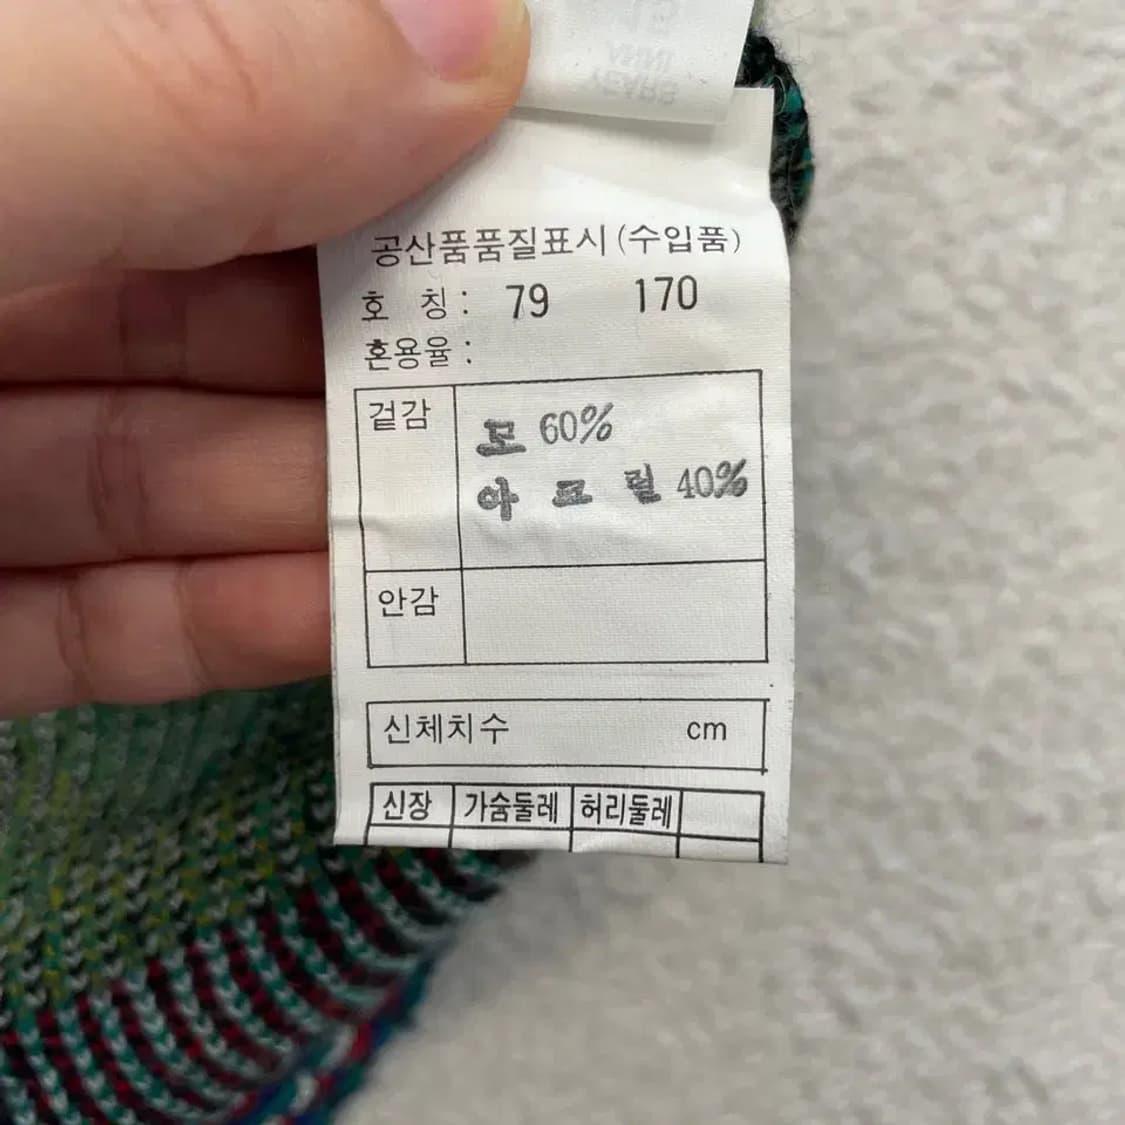 공산품품질표시(수입품)
호 칭: 79 170
혼용율:
겉감
모 60%
아크릴 40%
안감
신체치수 cm
신장 가슴둘레 허리둘레